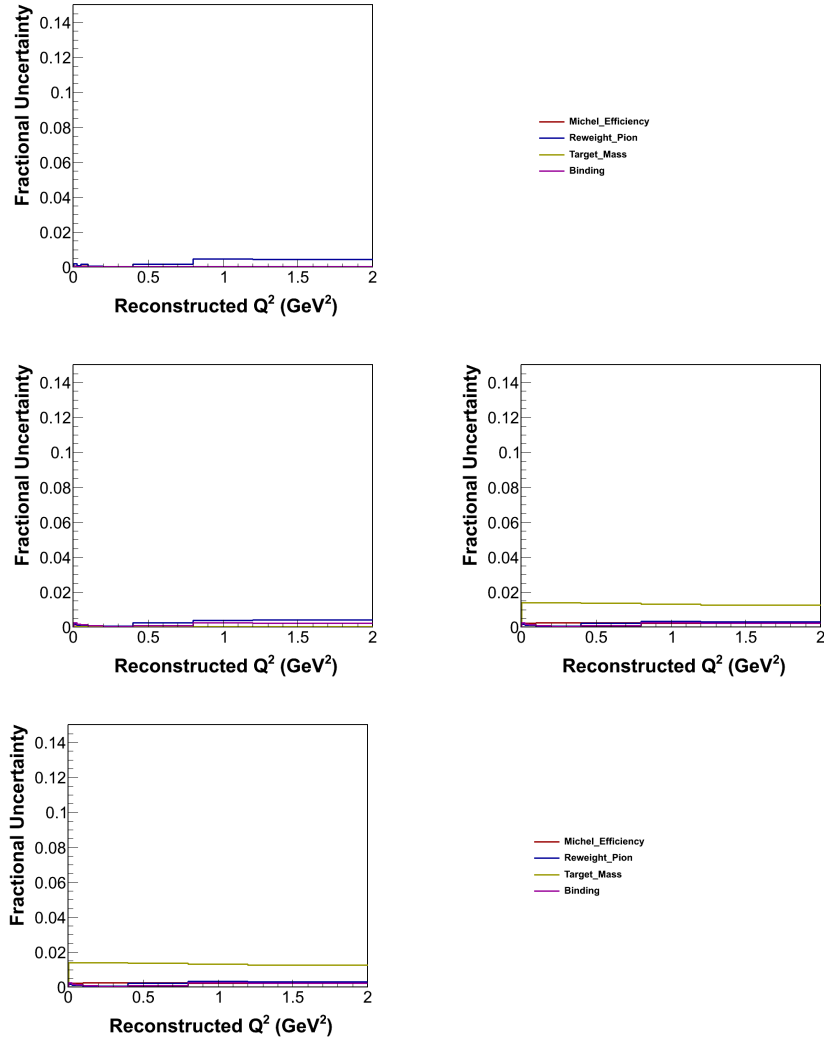 0.14
0.12
0.1
0.08
0.06
0.04
0.02
0
Fractional Uncertainty
0 0.5 1 1.5 2
Reconstructed Q² (GeV²)
Michel_Efficiency
Reweight_Pion
Target_Mass
Binding
0.14
0.12
0.1
0.08
0.06
0.04
0.02
0
Fractional Uncertainty
0 0.5 1 1.5 2
Reconstructed Q² (GeV²)
0.14
0.12
0.1
0.08
0.06
0.04
0.02
0
Fractional Uncertainty
0 0.5 1 1.5 2
Reconstructed Q² (GeV²)
0.14
0.12
0.1
0.08
0.06
0.04
0.02
0
Fractional Uncertainty
0 0.5 1 1.5 2
Reconstructed Q² (GeV²)
Michel_Efficiency
Reweight_Pion
Target_Mass
Binding